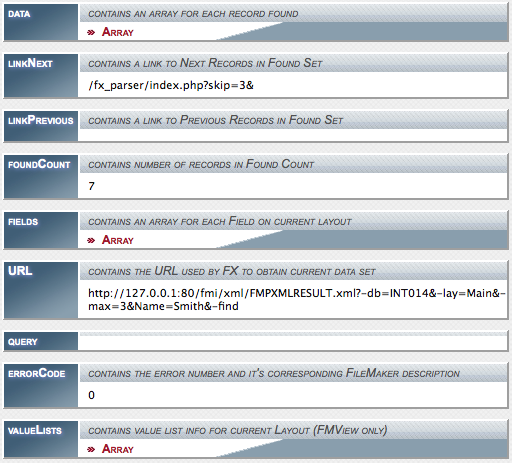 DATA
CONTAINS AN ARRAY FOR EACH RECORD FOUND
» ARRAY
LINKNEXT
CONTAINS A LINK TO NEXT RECORDS IN FOUND SET
/fx_parser/index.php?skip=3&
LINKPREVIOUS
CONTAINS A LINK TO PREVIOUS RECORDS IN FOUND SET
FOUNDCOUNT
CONTAINS NUMBER OF RECORDS IN FOUND COUNT
7
FIELDS
CONTAINS AN ARRAY FOR EACH FIELD ON CURRENT LAYOUT
» ARRAY
URL
CONTAINS THE URL USED BY FX TO OBTAIN CURRENT DATA SET
http://127.0.0.1:80/fmi/xml/FMPXMLRESULT.xml?-db=INT014&-lay=Main&-
max=3&Name=Smith&-find
QUERY
ERRORCODE
CONTAINS THE ERROR NUMBER AND IT'S CORRESPONDING FILEMAKER DESCRIPTION
0
VALUELISTS
CONTAINS VALUE LIST INFO FOR CURRENT LAYOUT (FMVIEW ONLY)
» ARRAY